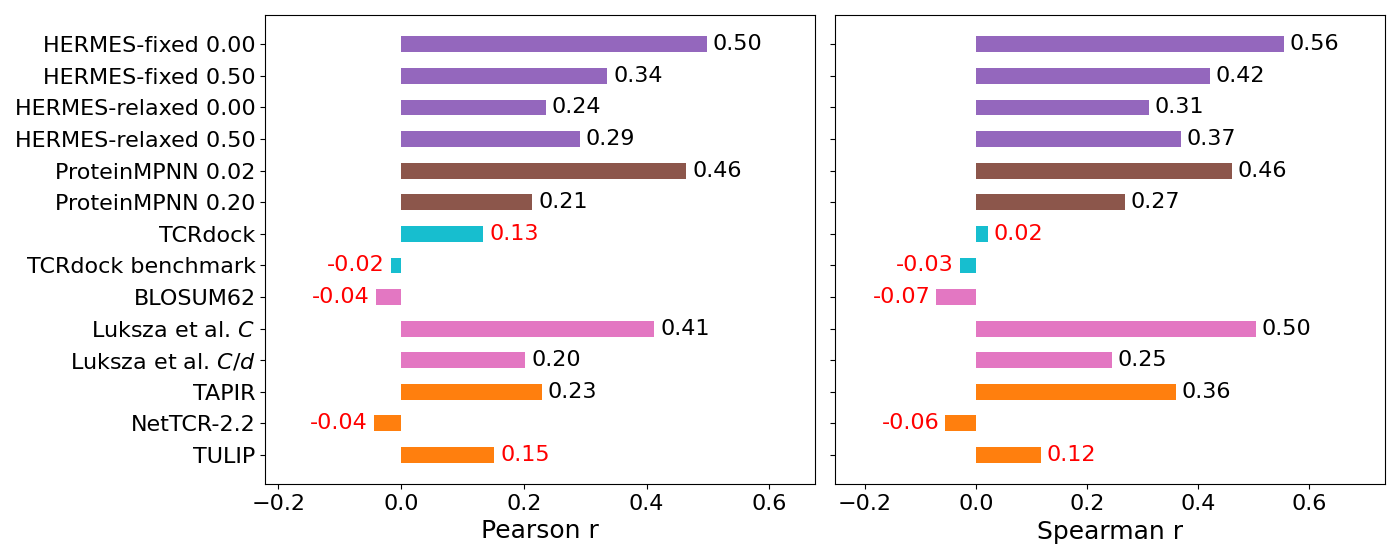 HERMES-fixed 0.00 0.50 0.56
HERMES-fixed 0.50 0.34 0.42
HERMES-relaxed 0.00 0.24 0.31
HERMES-relaxed 0.50 0.29 0.37
ProteinMPNN 0.02 0.46 0.46
ProteinMPNN 0.20 0.21 0.27
TCRdock 0.13 0.02
TCRdock benchmark -0.02 -0.03
BLOSUM62 -0.04 -0.07
Luksza et al. C 0.41 0.50
Luksza et al. C/d 0.20 0.25
TAPIR 0.23 0.36
NetTCR-2.2 -0.04 -0.06
TULIP 0.15 0.12
−0.2 0.0 0.2 0.4 0.6 −0.2 0.0 0.2 0.4 0.6
Pearson r Spearman r